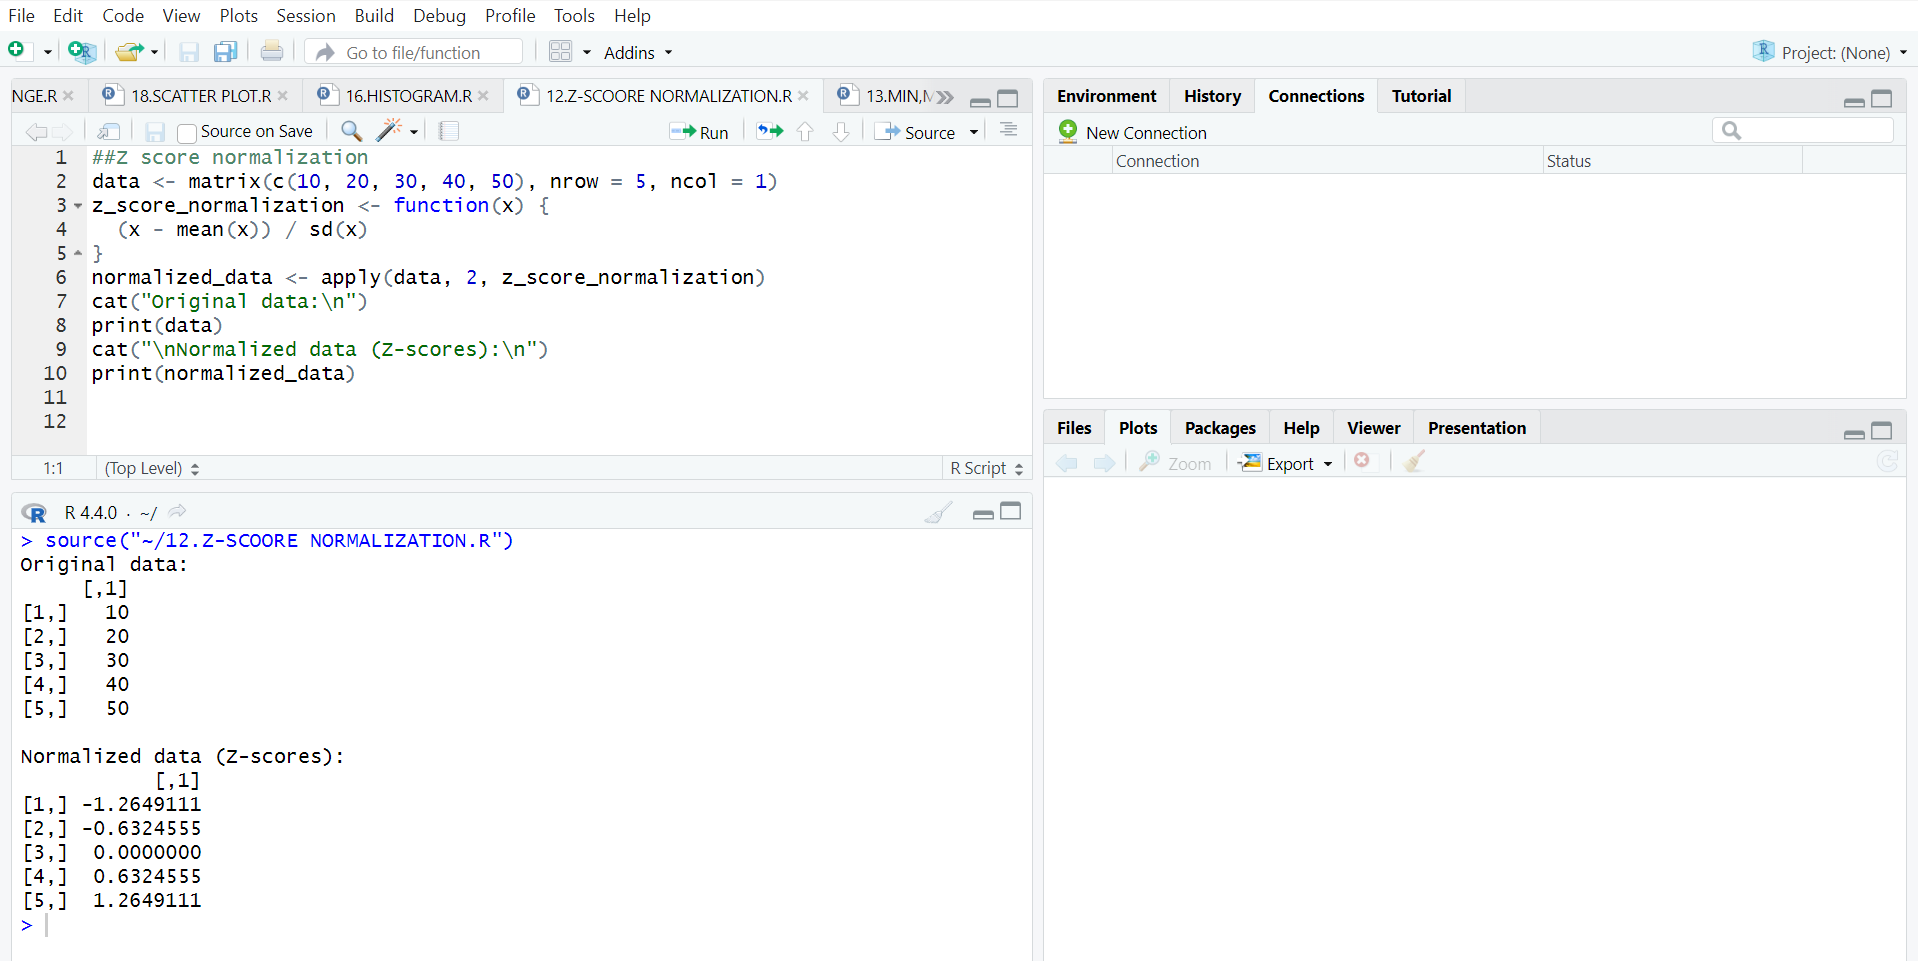 File Edit Code View Plots Session Build Debug Profile Tools Help
Go to file/function Addins Project: (None)
NGE.R 18.SCATTER PLOT.R 16.HISTOGRAM.R 12.Z-SCOORE NORMALIZATION.R 13.MIN,M
Source on Save Run Source
1 ##Z score normalization
2 data <- matrix(c(10, 20, 30, 40, 50), nrow = 5, ncol = 1)
3 z_score_normalization <- function(x) {
4 (x - mean(x)) / sd(x)
5 }
6 normalized_data <- apply(data, 2, z_score_normalization)
7 cat("Original data:\n")
8 print(data)
9 cat("\nNormalized data (Z-scores):\n")
10 print(normalized_data)
11
12
1:1 (Top Level) R Script
R 4.4.0 · ~/
> source("~/12.Z-SCOORE NORMALIZATION.R")
Original data:
[,1]
[1,] 10
[2,] 20
[3,] 30
[4,] 40
[5,] 50
Normalized data (Z-scores):
[,1]
[1,] -1.2649111
[2,] -0.6324555
[3,] 0.0000000
[4,] 0.6324555
[5,] 1.2649111
>
Environment History Connections Tutorial
New Connection
Connection Status
Files Plots Packages Help Viewer Presentation
Zoom Export